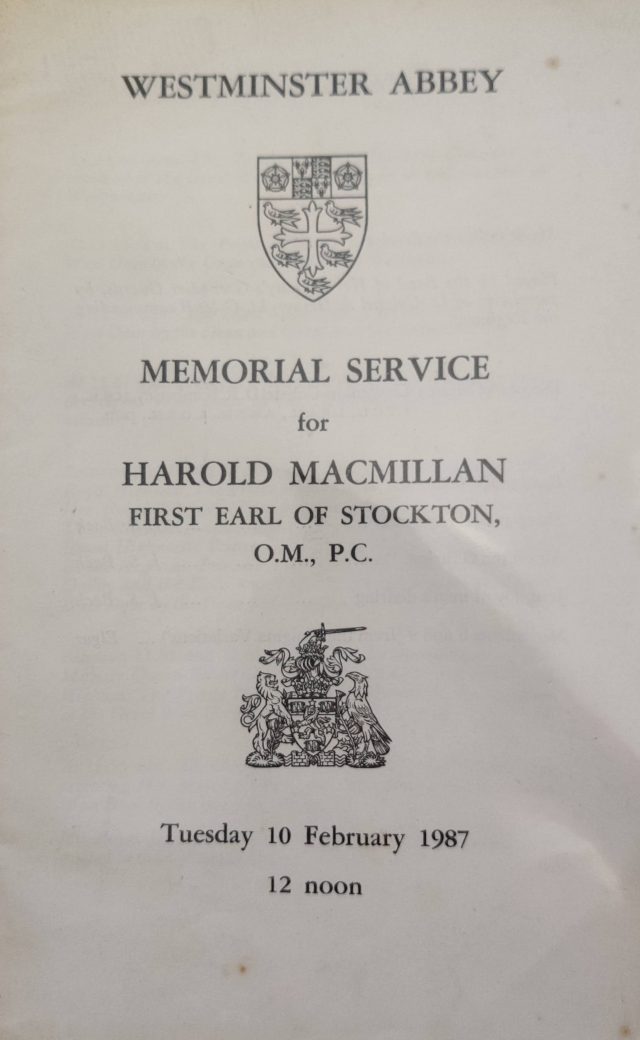 WESTMINSTER ABBEY
MEMORIAL SERVICE
for
HAROLD MACMILLAN
FIRST EARL OF STOCKTON,
O.M., P.C.
Tuesday 10 February 1987
12 noon